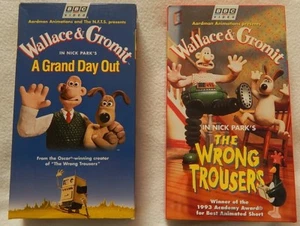 BBC
VIDEO
Aardman Animations and The N.F.T.S. presents
Wallace & Gromit
IN NICK PARK'S
A Grand Day Out
From the Oscar®-winning creator
of "The Wrong Trousers"
BBC
VIDEO
Aardman Animations presents
Wallace & Gromit
IN NICK PARK'S
THE
WRONG
TROUSERS
Winner of the
1993 Academy Award®
for Best Animated Short